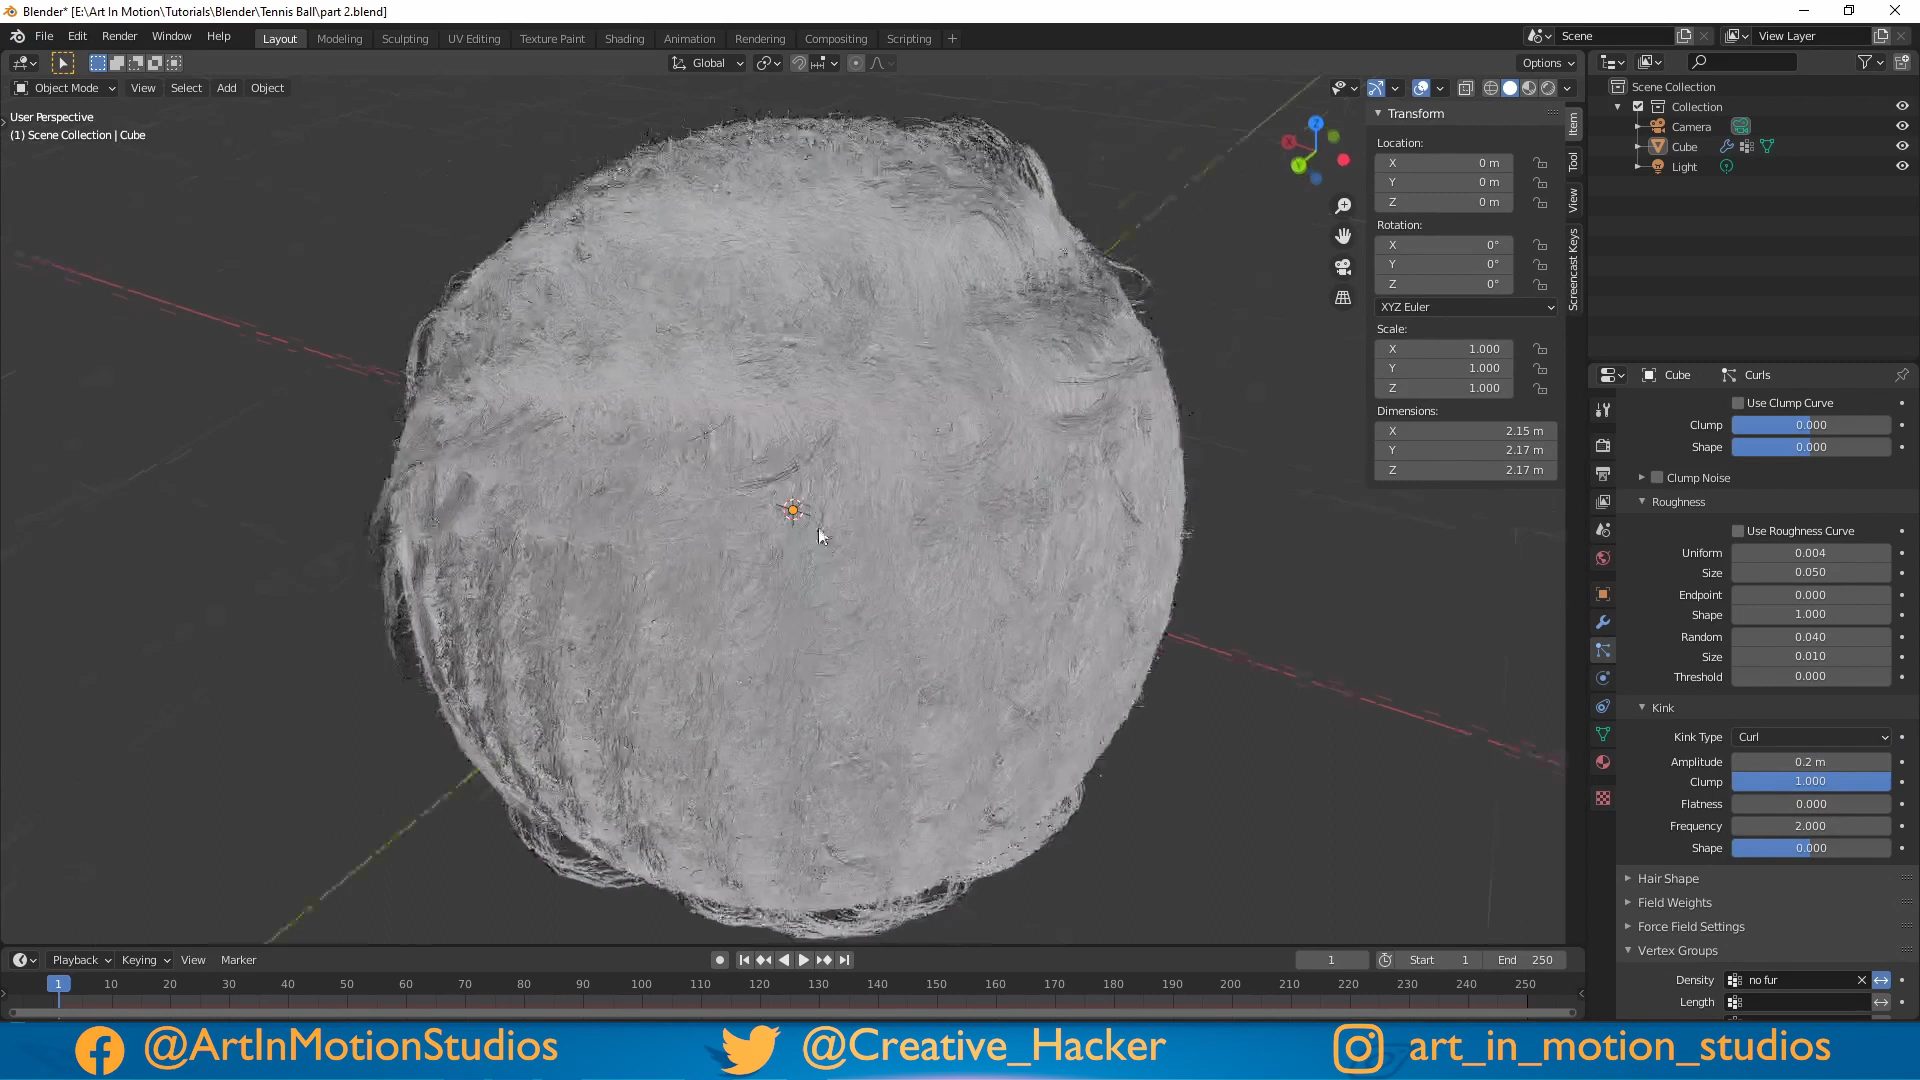 Blender* [E:\Art In Motion\Tutorials\Blender\Tennis Ball\part 2.blend]
File Edit Render Window Help Layout Modeling Sculpting UV Editing Texture Paint Shading Animation Rendering Compositing Scripting + Scene View Layer
Global Options
Object Mode View Select Add Object
User Perspective
(1) Scene Collection | Cube
Z
X
Y
Transform
Location:
X 0 m
Y 0 m
Z 0 m
Rotation:
X 0°
Y 0°
Z 0°
XYZ Euler
Scale:
X 1.000
Y 1.000
Z 1.000
Dimensions:
X 2.15 m
Y 2.17 m
Z 2.17 m
Item
Tool
View
Screencast Keys
Scene Collection
Collection
Camera
Cube
Light
Cube Curls
Use Clump Curve
Clump 0.000
Shape 0.000
Clump Noise
Roughness
Use Roughness Curve
Uniform 0.004
Size 0.050
Endpoint 0.000
Shape 1.000
Random 0.040
Size 0.010
Threshold 0.000
Kink
Kink Type Curl
Amplitude 0.2 m
Clump 1.000
Flatness 0.000
Frequency 2.000
Shape 0.000
Hair Shape
Field Weights
Force Field Settings
Vertex Groups
Density no fur
Length
Playback Keying View Marker 1 Start 1 End 250
1 10 20 30 40 50 60 70 80 90 100 110 120 130 140 150 160 170 180 190 200 210 220 230 240 250
@ArtInMotionStudios @Creative_Hacker art_in_motion_studios